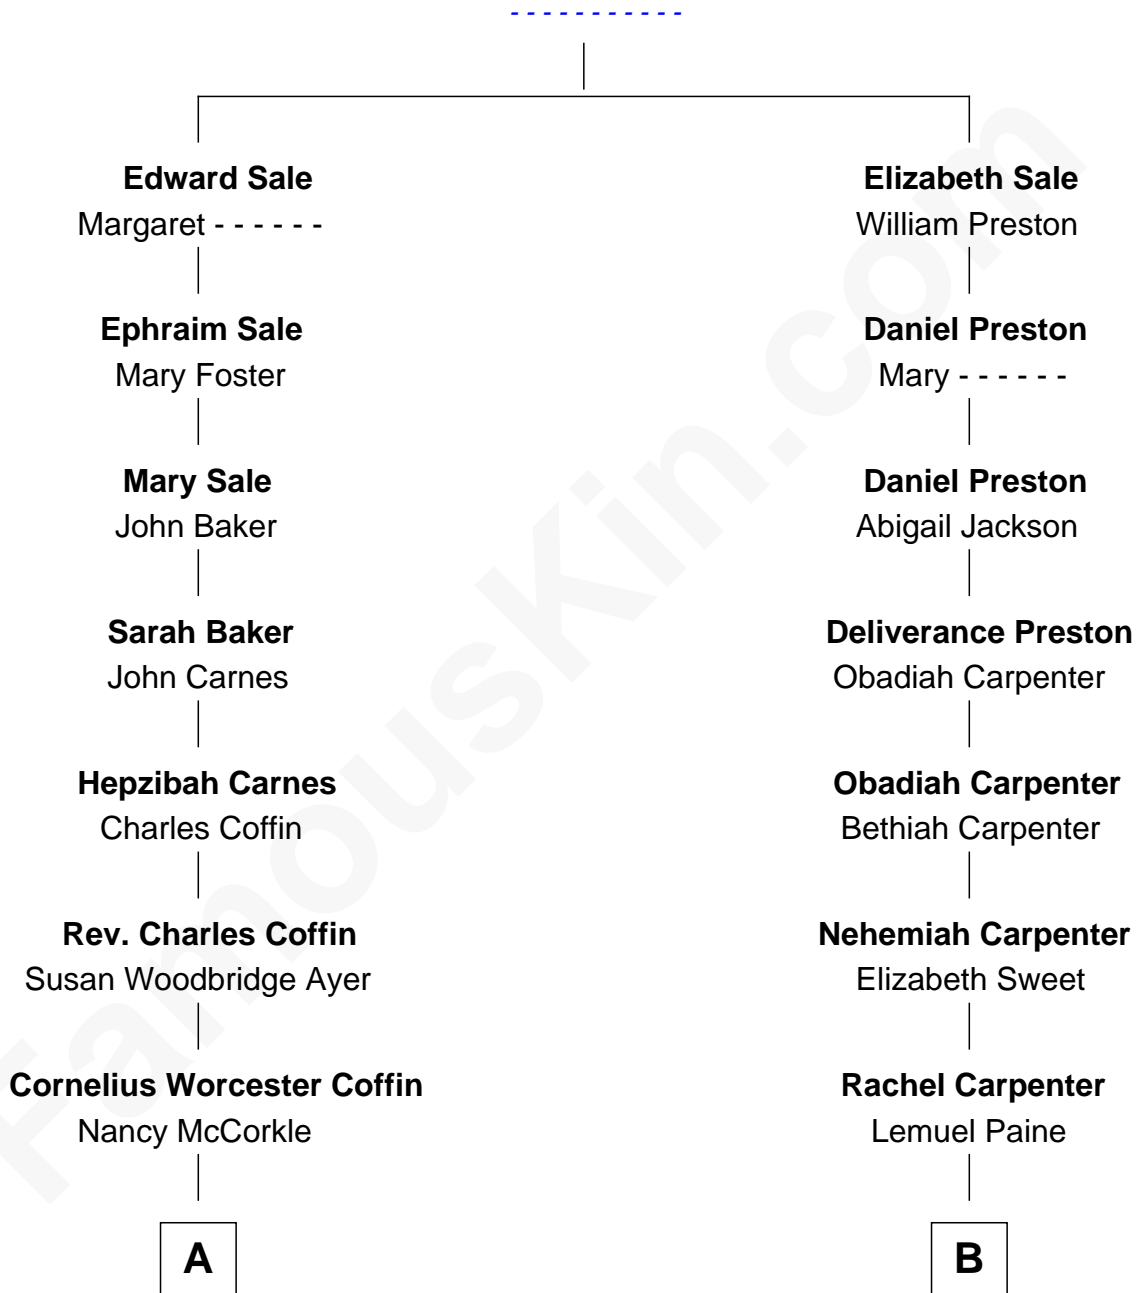 - - - - - - - - - - -
Edward Sale
Margaret - - - - - -
Elizabeth Sale
William Preston
Ephraim Sale
Mary Foster
Daniel Preston
Mary - - - - - -
Mary Sale
John Baker
Daniel Preston
Abigail Jackson
Sarah Baker
John Carnes
Deliverance Preston
Obadiah Carpenter
Hepzibah Carnes
Charles Coffin
Obadiah Carpenter
Bethiah Carpenter
Rev. Charles Coffin
Susan Woodbridge Ayer
Nehemiah Carpenter
Elizabeth Sweet
Cornelius Worcester Coffin
Nancy McCorkle
Rachel Carpenter
Lemuel Paine
A
B
FamousKin.com